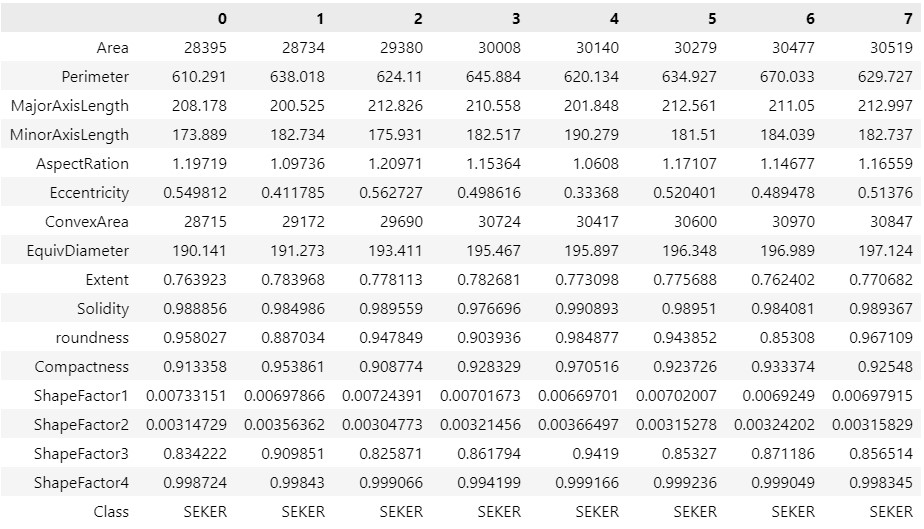 0 1 2 3 4 5 6 7
Area 28395 28734 29380 30008 30140 30279 30477 30519
Perimeter 610.291 638.018 624.11 645.884 620.134 634.927 670.033 629.727
MajorAxisLength 208.178 200.525 212.826 210.558 201.848 212.561 211.05 212.997
MinorAxisLength 173.889 182.734 175.931 182.517 190.279 181.51 184.039 182.737
AspectRation 1.19719 1.09736 1.20971 1.15364 1.0608 1.17107 1.14677 1.16559
Eccentricity 0.549812 0.411785 0.562727 0.498616 0.33368 0.520401 0.489478 0.51376
ConvexArea 28715 29172 29690 30724 30417 30600 30970 30847
EquivDiameter 190.141 191.273 193.411 195.467 195.897 196.348 196.989 197.124
Extent 0.763923 0.783968 0.778113 0.782681 0.773098 0.775688 0.762402 0.770682
Solidity 0.988856 0.984986 0.989559 0.976696 0.990893 0.98951 0.984081 0.989367
roundness 0.958027 0.887034 0.947849 0.903936 0.984877 0.943852 0.85308 0.967109
Compactness 0.913358 0.953861 0.908774 0.928329 0.970516 0.923726 0.933374 0.92548
ShapeFactor1 0.00733151 0.00697866 0.00724391 0.00701673 0.00669701 0.00702007 0.0069249 0.00697915
ShapeFactor2 0.00314729 0.00356362 0.00304773 0.00321456 0.00366497 0.00315278 0.00324202 0.00315829
ShapeFactor3 0.834222 0.909851 0.825871 0.861794 0.9419 0.85327 0.871186 0.856514
ShapeFactor4 0.998724 0.99843 0.999066 0.994199 0.999166 0.999236 0.999049 0.998345
Class SEKER SEKER SEKER SEKER SEKER SEKER SEKER SEKER